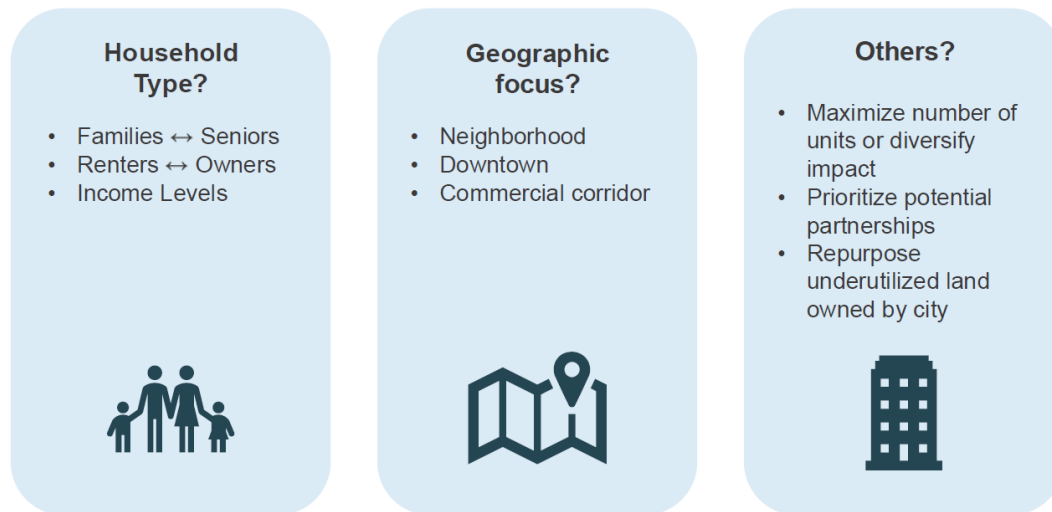 Household
Type?
• Families ↔ Seniors
• Renters ↔ Owners
• Income Levels
Geographic
focus?
• Neighborhood
• Downtown
• Commercial corridor
Others?
• Maximize number of
units or diversify
impact
• Prioritize potential
partnerships
• Repurpose
underutilized land
owned by city